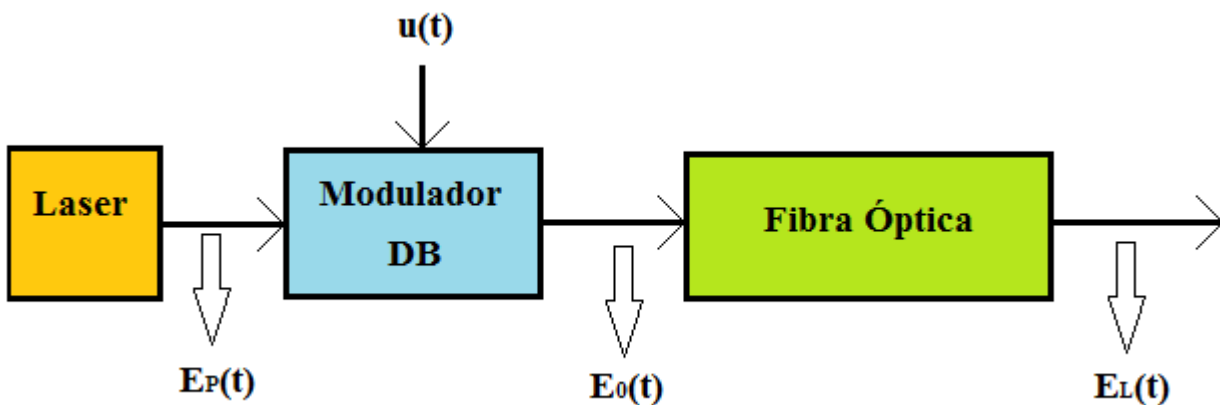 u(t)
Laser
Modulador
DB
Fibra Óptica
EP(t)
E0(t)
EL(t)